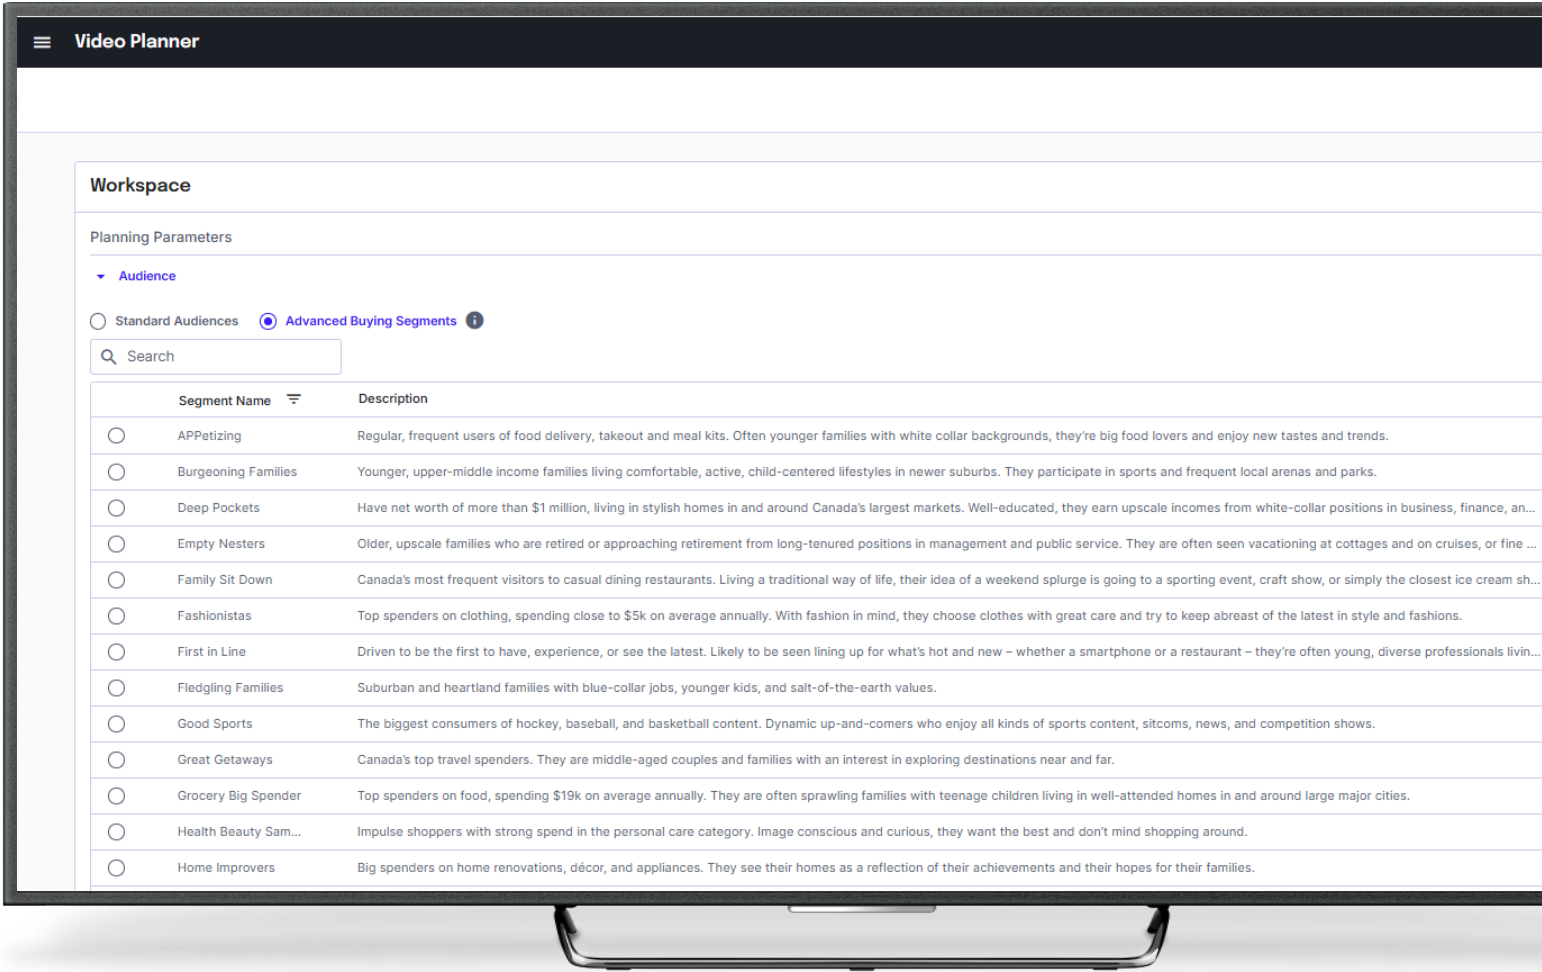 Video Planner
Workspace
Planning Parameters
Audience
Standard Audiences Advanced Buying Segments i
Search
Segment Name Description
APPetizing Regular, frequent users of food delivery, takeout and meal kits. Often younger families with white collar backgrounds, they're big food lovers and enjoy new tastes and trends.
Burgeoning Families Younger, upper-middle income families living comfortable, active, child-centered lifestyles in newer suburbs. They participate in sports and frequent local arenas and parks.
Deep Pockets Have net worth of more than $1 million, living in stylish homes in and around Canada's largest markets. Well-educated, they earn upscale incomes from white-collar positions in business, finance, an...
Empty Nesters Older, upscale families who are retired or approaching retirement from long-tenured positions in management and public service. They are often seen vacationing at cottages and on cruises, or fine ...
Family Sit Down Canada's most frequent visitors to casual dining restaurants. Living a traditional way of life, their idea of a weekend splurge is going to a sporting event, craft show, or simply the closest ice cream sh...
Fashionistas Top spenders on clothing, spending close to $5k on average annually. With fashion in mind, they choose clothes with great care and try to keep abreast of the latest in style and fashions.
First in Line Driven to be the first to have, experience, or see the latest. Likely to be seen lining up for what's hot and new – whether a smartphone or a restaurant – they're often young, diverse professionals livin...
Fledgling Families Suburban and heartland families with blue-collar jobs, younger kids, and salt-of-the-earth values.
Good Sports The biggest consumers of hockey, baseball, and basketball content. Dynamic up-and-comers who enjoy all kinds of sports content, sitcoms, news, and competition shows.
Great Getaways Canada's top travel spenders. They are middle-aged couples and families with an interest in exploring destinations near and far.
Grocery Big Spender Top spenders on food, spending $19k on average annually. They are often sprawling families with teenage children living in well-attended homes in and around large major cities.
Health Beauty Sam... Impulse shoppers with strong spend in the personal care category. Image conscious and curious, they want the best and don't mind shopping around.
Home Improvers Big spenders on home renovations, décor, and appliances. They see their homes as a reflection of their achievements and their hopes for their families.